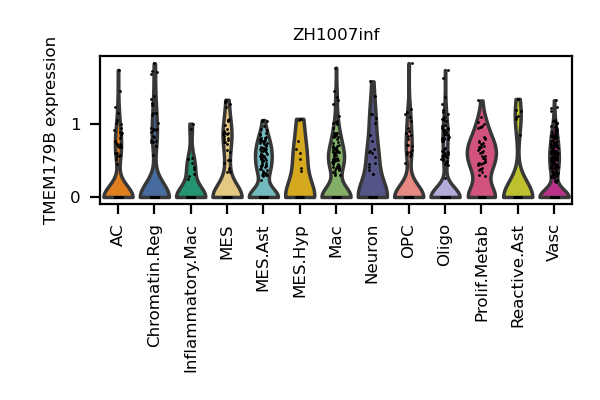 ZH1007inf
TMEM179B expression
1
0
AC
Chromatin.Reg
Inflammatory.Mac
MES
MES.Ast
MES.Hyp
Mac
Neuron
OPC
Oligo
Prolif.Metab
Reactive.Ast
Vasc